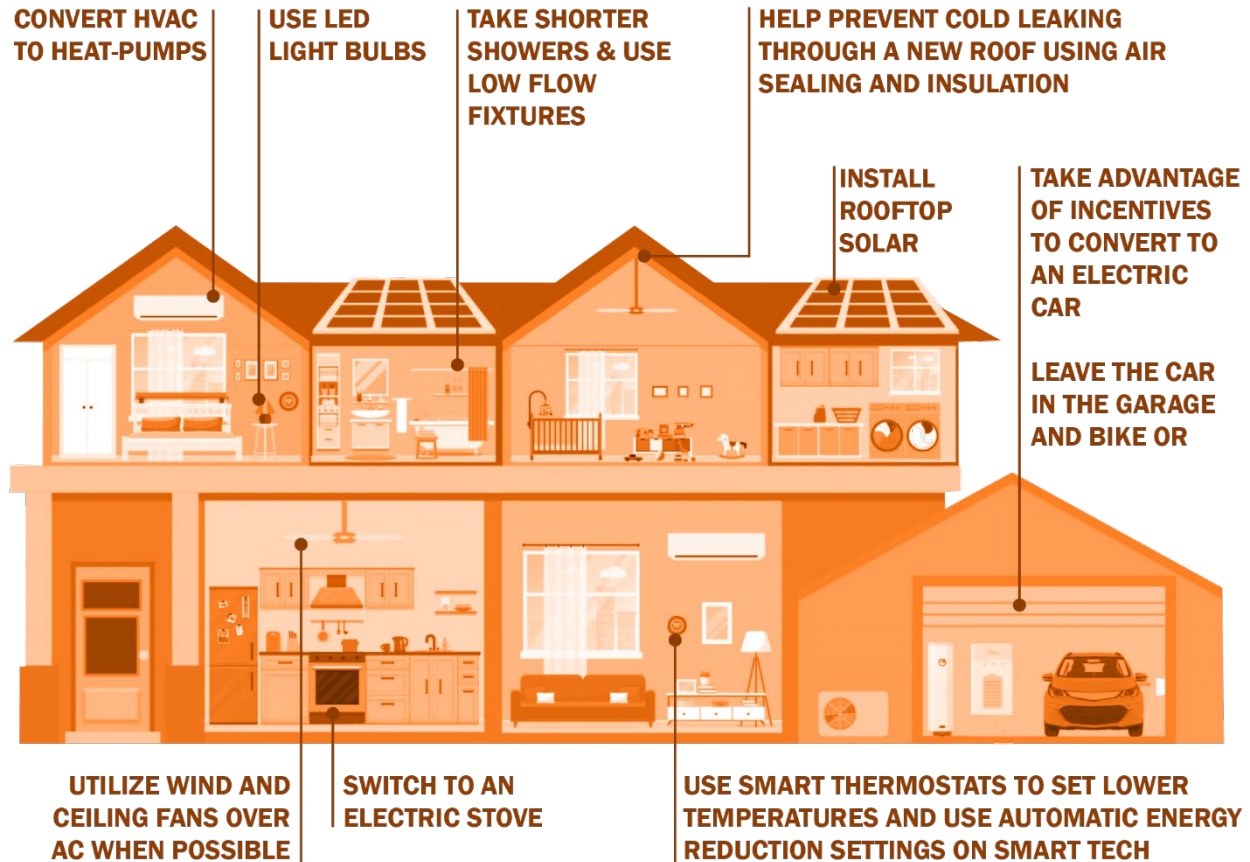 CONVERT HVAC
TO HEAT-PUMPS
USE LED
LIGHT BULBS
TAKE SHORTER
SHOWERS & USE
LOW FLOW
FIXTURES
HELP PREVENT COLD LEAKING
THROUGH A NEW ROOF USING AIR
SEALING AND INSULATION
INSTALL
ROOFTOP
SOLAR
TAKE ADVANTAGE
OF INCENTIVES
TO CONVERT TO
AN ELECTRIC
CAR
LEAVE THE CAR
IN THE GARAGE
AND BIKE OR
UTILIZE WIND AND
CEILING FANS OVER
AC WHEN POSSIBLE
SWITCH TO AN
ELECTRIC STOVE
USE SMART THERMOSTATS TO SET LOWER
TEMPERATURES AND USE AUTOMATIC ENERGY
REDUCTION SETTINGS ON SMART TECH